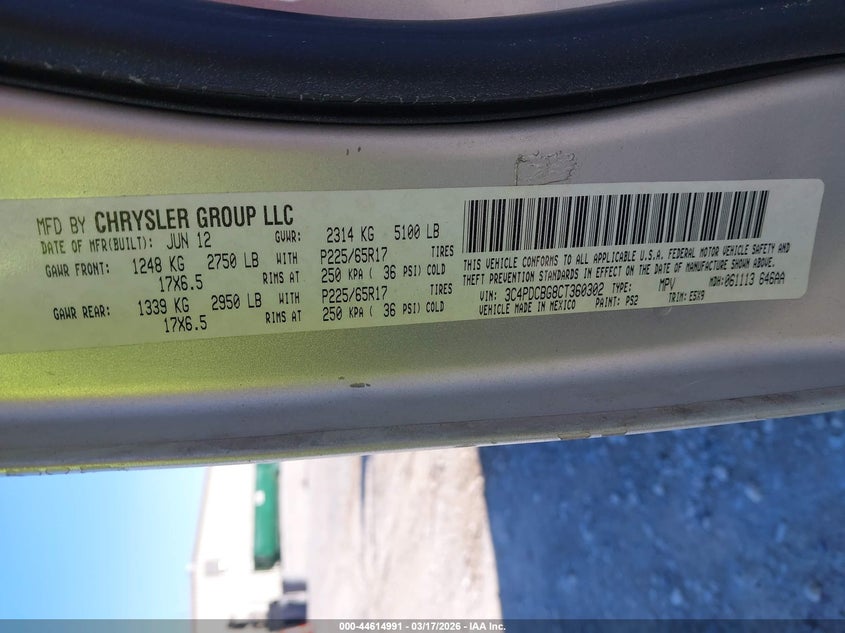 MFD BY CHRYSLER GROUP LLC
DATE OF MFR(BUILT): JUN 12 GVWR: 2314 KG 5100 LB
GAWR FRONT: 1248 KG 2750 LB WITH P225/65R17 TIRES
17X6.5 RIMS AT 250 KPA ( 36 PSI) COLD
GAWR REAR: 1339 KG 2950 LB WITH P225/65R17 TIRES
17X6.5 RIMS AT 250 KPA ( 36 PSI) COLD
THIS VEHICLE CONFORMS TO ALL APPLICABLE U.S.A. FEDERAL MOTOR VEHICLE SAFETY AND
THEFT PREVENTION STANDARDS IN EFFECT ON THE DATE OF MANUFACTURE SHOWN ABOVE.
VIN: 3C4PDCBG8CT360302 TYPE: MPV MDH: 061113 646AA
VEHICLE MADE IN MEXICO PAINT: PS2 TRIM: E5X9
000-44614991 — 03/17/2026 — IAA Inc.